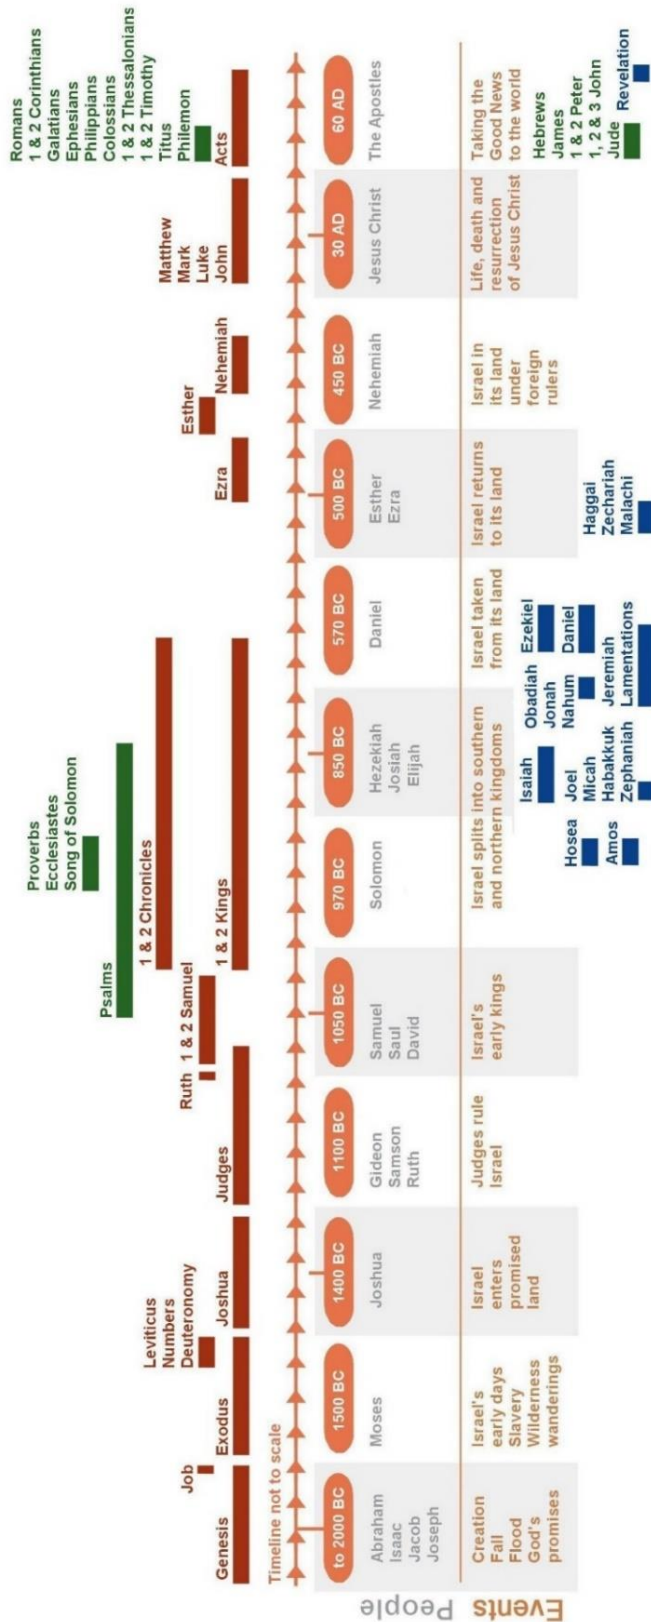 Proverbs
Ecclesiastes
Song of Solomon
Psalms
1 & 2 Chronicles
Romans
1 & 2 Corinthians
Galatians
Ephesians
Philippians
Colossians
1 & 2 Thessalonians
1 & 2 Timothy
Titus
Philemon
Leviticus
Numbers
Deuteronomy
Job
Ruth
1 & 2 Samuel
Esther
Matthew
Mark
Luke
John
Genesis
Exodus
Joshua
Judges
1 & 2 Kings
Ezra
Nehemiah
Acts
Timeline not to scale
to 2000 BC
1500 BC
1400 BC
1100 BC
1050 BC
970 BC
850 BC
570 BC
500 BC
450 BC
30 AD
60 AD
People
Abraham
Isaac
Jacob
Joseph
Moses
Joshua
Gideon
Samson
Ruth
Samuel
Saul
David
Solomon
Hezekiah
Josiah
Elijah
Daniel
Esther
Ezra
Nehemiah
Jesus Christ
The Apostles
Events
Creation
Fall
Flood
God's
promises
Israel's
early days
Slavery
Wilderness
wanderings
Israel
enters
promised
land
Judges rule
Israel
Israel's
early kings
Israel splits into southern
and northern kingdoms
Israel taken
from its land
Israel returns
to its land
Israel in
its land
under
foreign
rulers
Life, death and
resurrection
of Jesus Christ
Taking the
Good News
to the world
Hosea
Amos
Isaiah
Joel
Micah
Habakkuk
Zephaniah
Obadiah
Jonah
Nahum
Jeremiah
Lamentations
Ezekiel
Daniel
Haggai
Zechariah
Malachi
Hebrews
James
1 & 2 Peter
1, 2 & 3 John
Jude
Revelation